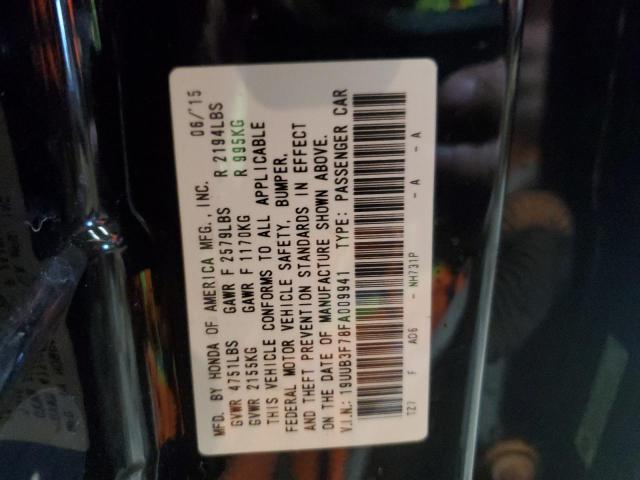 MFD. BY HONDA OF AMERICA MFG., INC. 06/'15
GVWR 4751LBS GAWR F 2579LBS R 2194LBS
GVWR 2155KG GAWR F 1170KG R 995KG
THIS VEHICLE CONFORMS TO ALL APPLICABLE
FEDERAL MOTOR VEHICLE SAFETY, BUMPER,
AND THEFT PREVENTION STANDARDS IN EFFECT
ON THE DATE OF MANUFACTURE SHOWN ABOVE.
V.I.N.: 19UUB3F78FA009941 TYPE: PASSENGER CAR
TZ7 F AD6 - NH731P - A - A